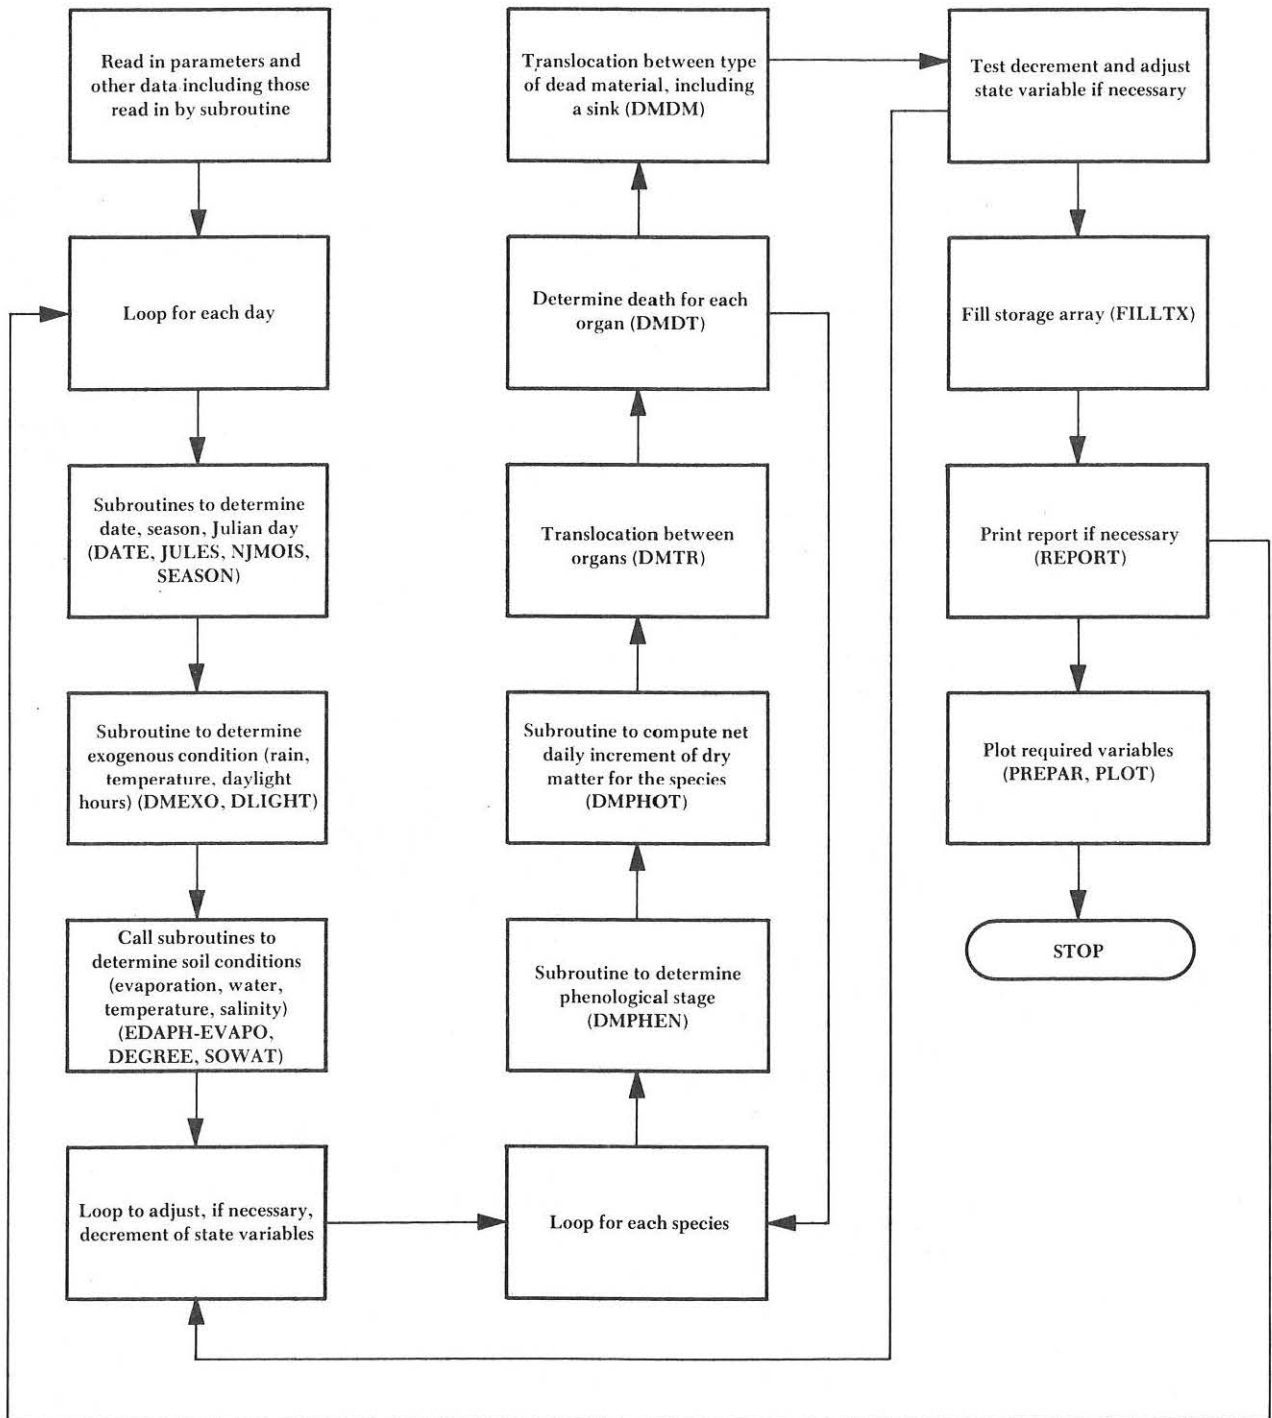 Read in parameters and
other data including those
read in by subroutine
Loop for each day
Subroutines to determine
date, season, Julian day
(DATE, JULES, NJMOIS,
SEASON)
Subroutine to determine
exogenous condition (rain,
temperature, daylight
hours) (DMEXO, DLIGHT)
Call subroutines to
determine soil conditions
(evaporation, water,
temperature, salinity)
(EDAPH-EVAPO,
DEGREE, SOWAT)
Loop to adjust, if necessary,
decrement of state variables
Translocation between type
of dead material, including
a sink (DMDM)
Determine death for each
organ (DMDT)
Translocation between
organs (DMTR)
Subroutine to compute net
daily increment of dry
matter for the species
(DMPHOT)
Subroutine to determine
phenological stage
(DMPHEN)
Loop for each species
Test decrement and adjust
state variable if necessary
Fill storage array (FILLTX)
Print report if necessary
(REPORT)
Plot required variables
(PREPAR, PLOT)
STOP